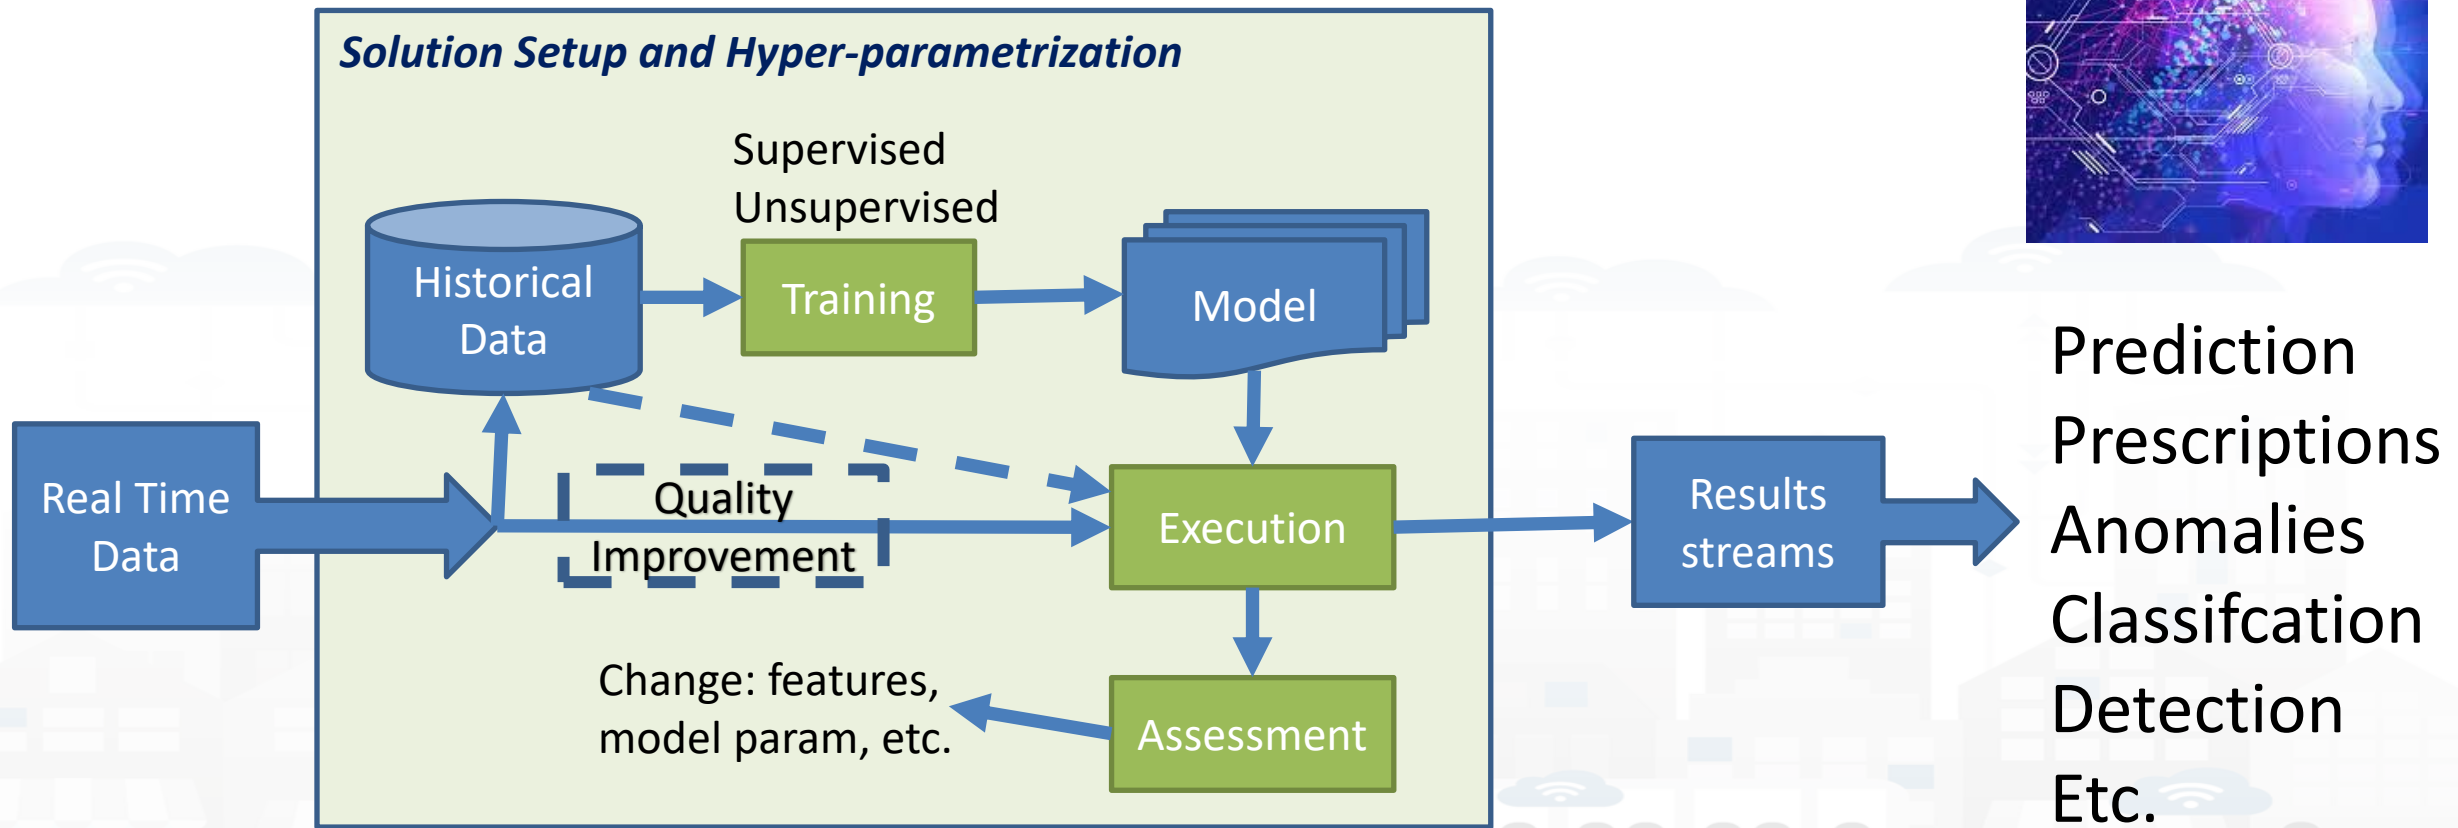 Solution Setup and Hyper-parametrization
Supervised
Unsupervised
Historical
Data
Training
Model
Real Time
Data
Quality
Improvement
Execution
Results
streams
Change: features,
model param, etc.
Assessment
Prediction
Prescriptions
Anomalies
Classifcation
Detection
Etc.